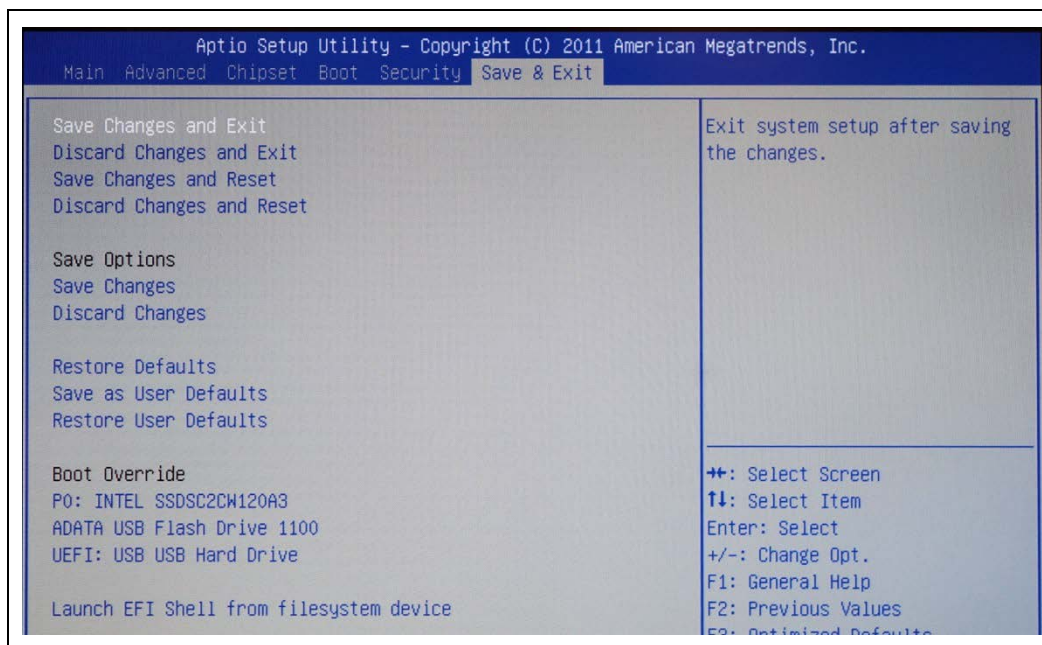 Aptio Setup Utility – Copyright (C) 2011 American Megatrends, Inc.
Main Advanced Chipset Boot Security Save & Exit
Save Changes and Exit
Discard Changes and Exit
Save Changes and Reset
Discard Changes and Reset
Save Options
Save Changes
Discard Changes
Restore Defaults
Save as User Defaults
Restore User Defaults
Boot Override
P0: INTEL SSDSC2CW120A3
ADATA USB Flash Drive 1100
UEFI: USB USB Hard Drive
Launch EFI Shell from filesystem device
Exit system setup after saving
the changes.
→←: Select Screen
↑↓: Select Item
Enter: Select
+/-: Change Opt.
F1: General Help
F2: Previous Values
F3: Optimized Defaults